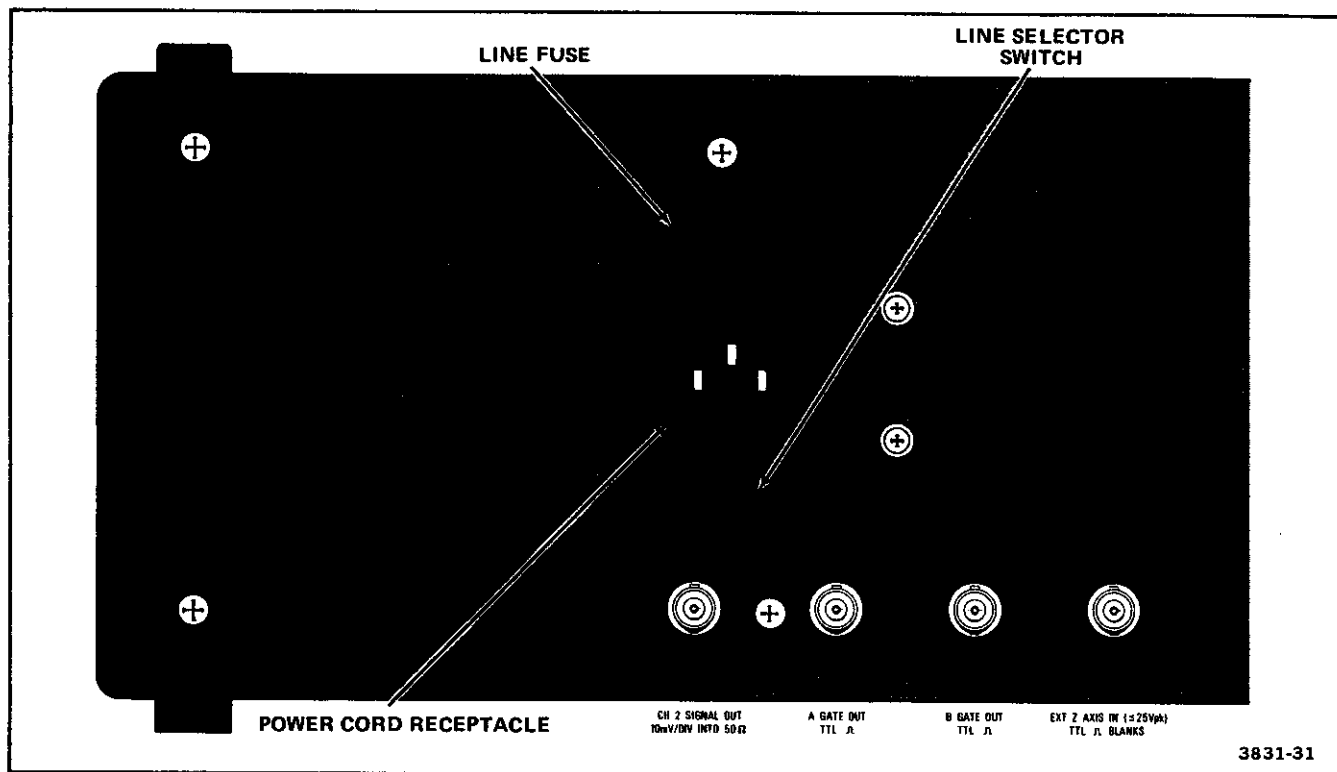 LINE FUSE
LINE SELECTOR
SWITCH
POWER CORD RECEPTACLE
CH 2 SIGNAL OUT
10mV/DIV INTO 50Ω
A GATE OUT
TTL ⎍
B GATE OUT
TTL ⎍
EXT Z AXIS IN (≤25Vpk)
TTL ⎍ BLANKS
3831-31